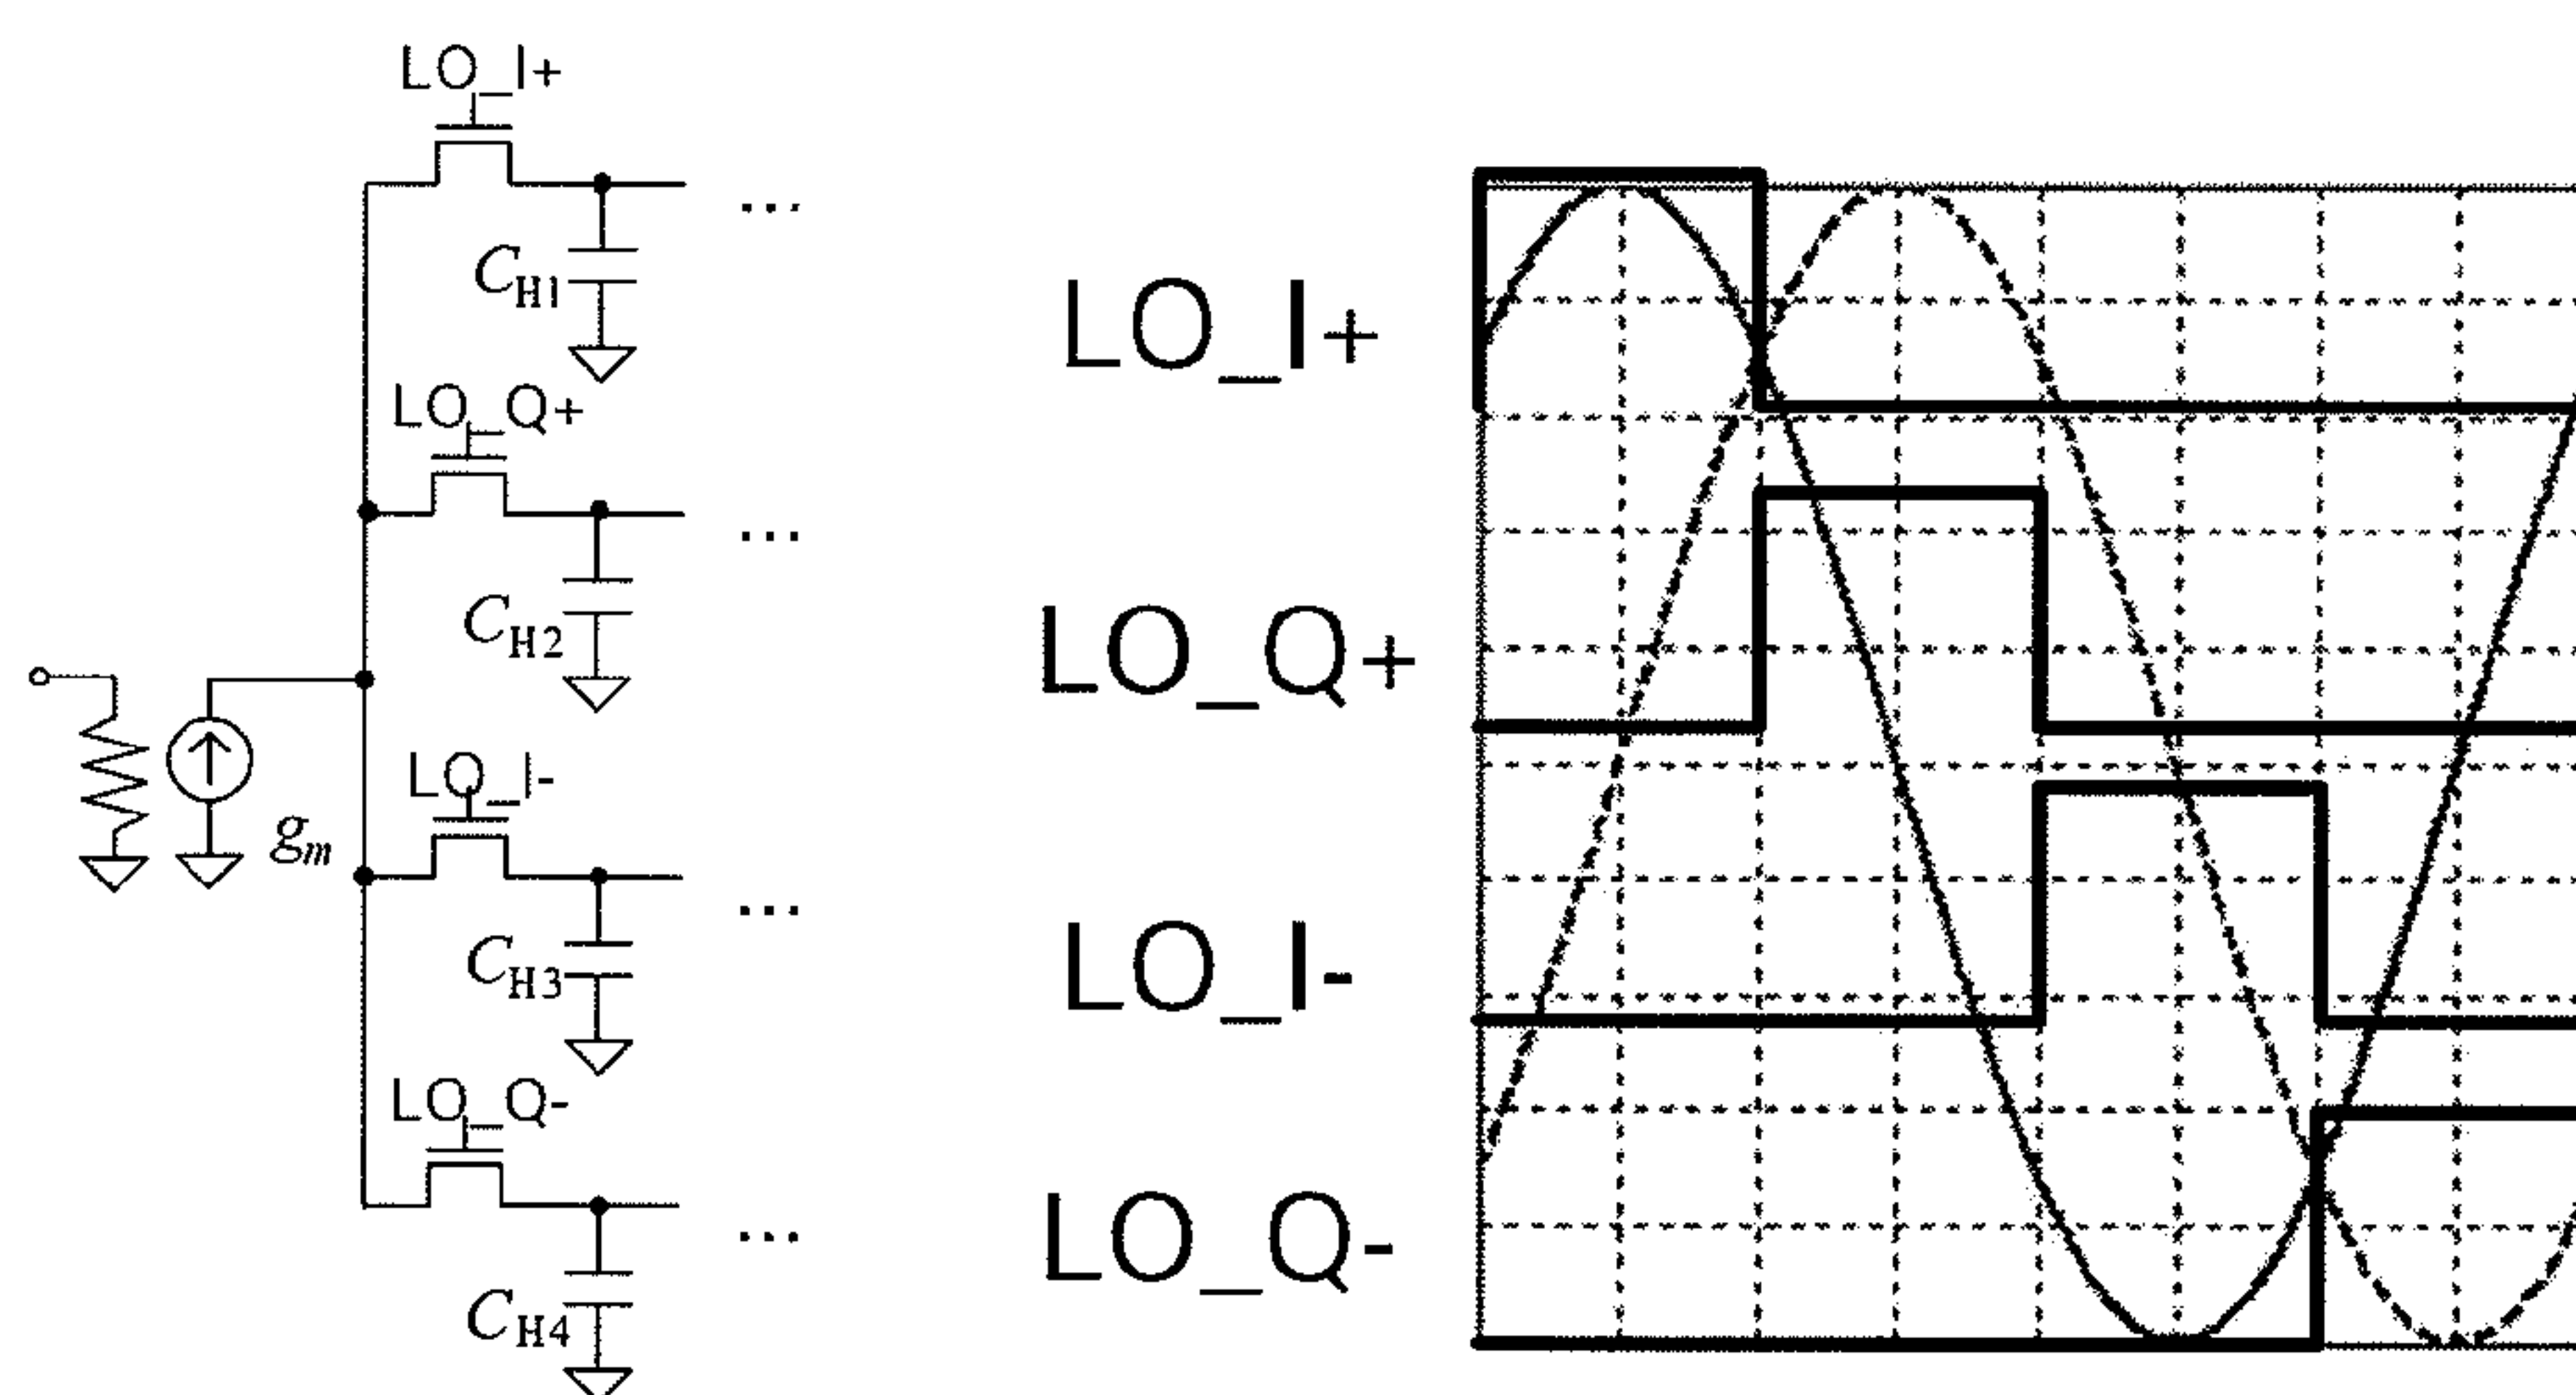 LO_I+
...
C_H1
LO_Q+
...
C_H2
g_m
LO_I-
...
C_H3
LO_Q-
...
C_H4
LO_I+
LO_Q+
LO_I-
LO_Q-